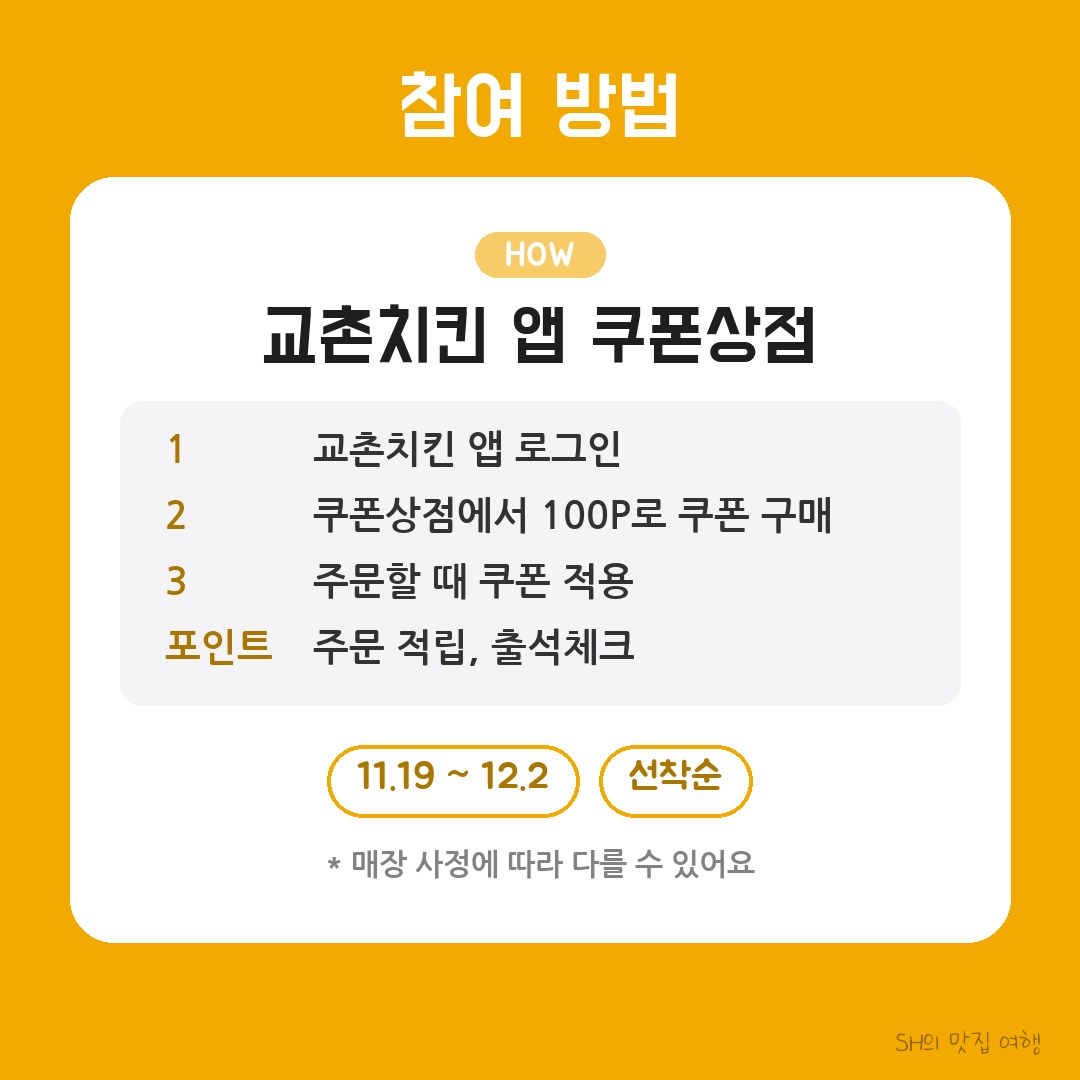 참여 방법
HOW
교촌치킨 앱 쿠폰상점
1 교촌치킨 앱 로그인
2 쿠폰상점에서 100P로 쿠폰 구매
3 주문할 때 쿠폰 적용
포인트 주문 적립, 출석체크
11.19 ~ 12.2 선착순
* 매장 사정에 따라 다를 수 있어요
SH의 맛집 여행